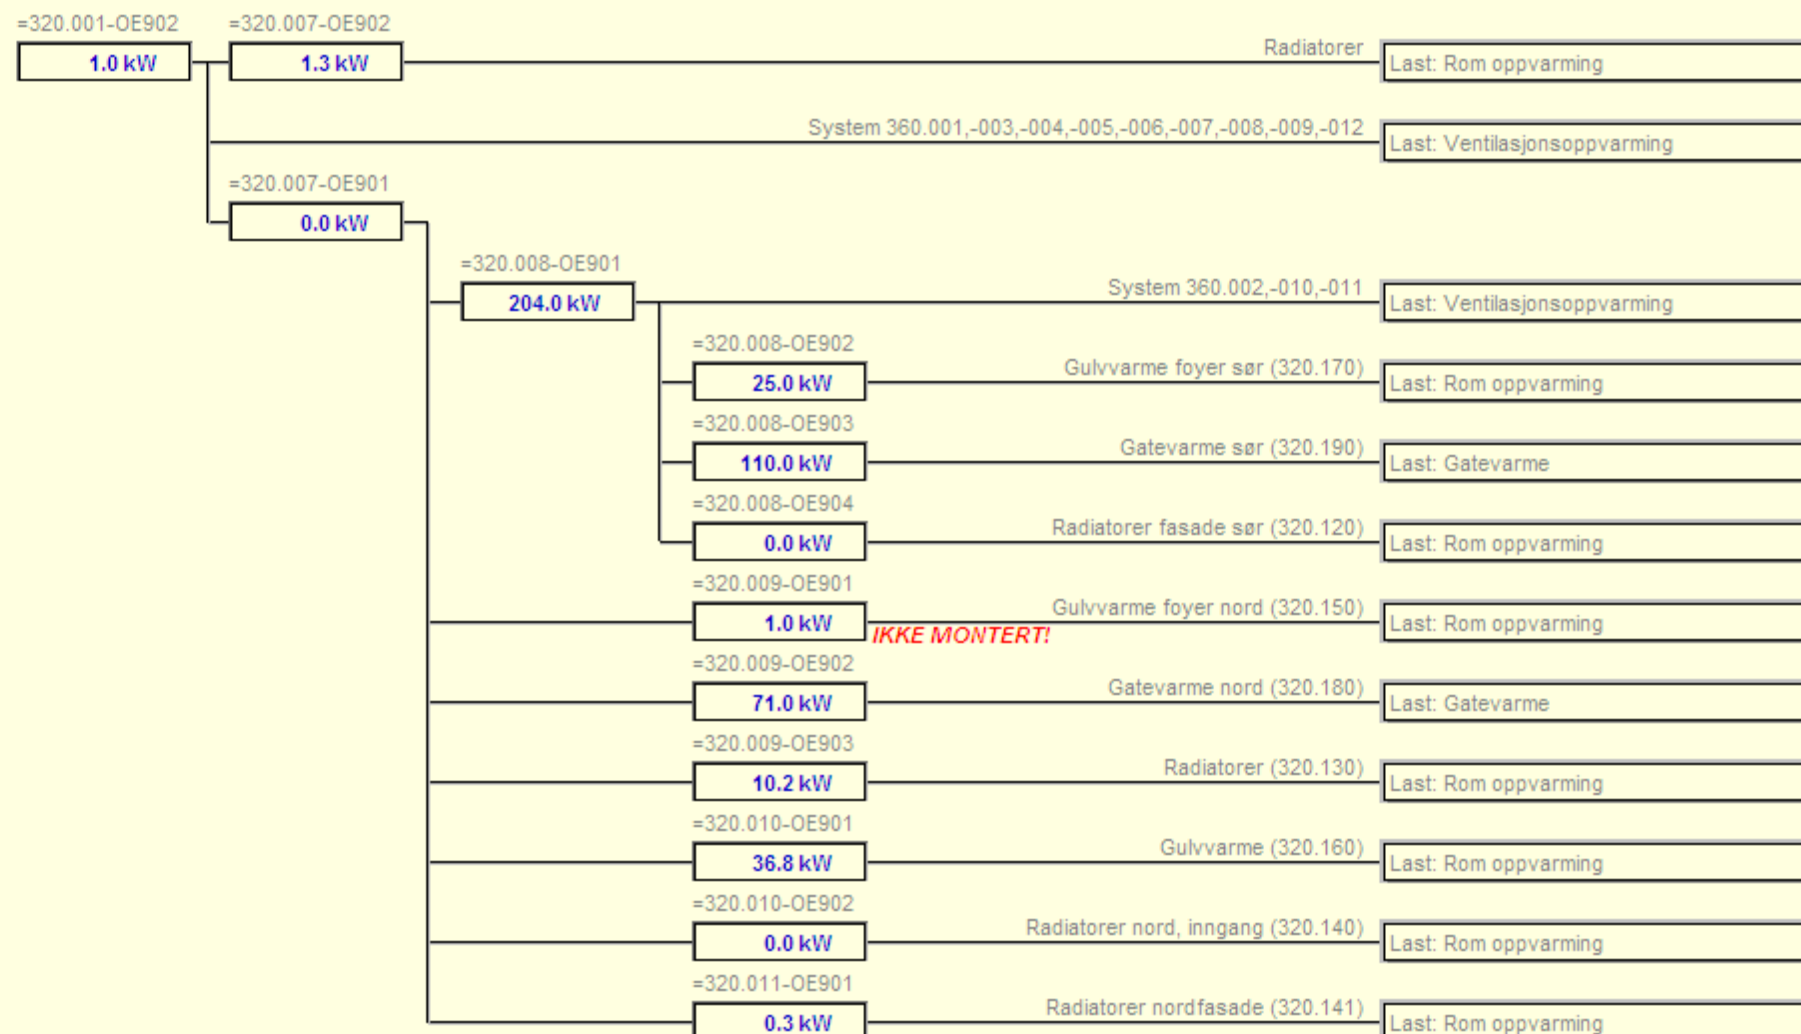 =320.001-OE902
=320.007-OE902
1.0 kW
1.3 kW
Radiatorer
Last: Rom oppvarming
System 360.001,-003,-004,-005,-006,-007,-008,-009,-012
Last: Ventilasjonsoppvarming
=320.007-OE901
0.0 kW
=320.008-OE901
204.0 kW
System 360.002,-010,-011
Last: Ventilasjonsoppvarming
=320.008-OE902
25.0 kW
Gulvvarme foyer sør (320.170)
Last: Rom oppvarming
=320.008-OE903
110.0 kW
Gatevarme sør (320.190)
Last: Gatevarme
=320.008-OE904
0.0 kW
Radiatorer fasade sør (320.120)
Last: Rom oppvarming
=320.009-OE901
1.0 kW
IKKE MONTERT!
Gulvvarme foyer nord (320.150)
Last: Rom oppvarming
=320.009-OE902
71.0 kW
Gatevarme nord (320.180)
Last: Gatevarme
=320.009-OE903
10.2 kW
Radiatorer (320.130)
Last: Rom oppvarming
=320.010-OE901
36.8 kW
Gulvvarme (320.160)
Last: Rom oppvarming
=320.010-OE902
0.0 kW
Radiatorer nord, inngang (320.140)
Last: Rom oppvarming
=320.011-OE901
0.3 kW
Radiatorer nordfasade (320.141)
Last: Rom oppvarming